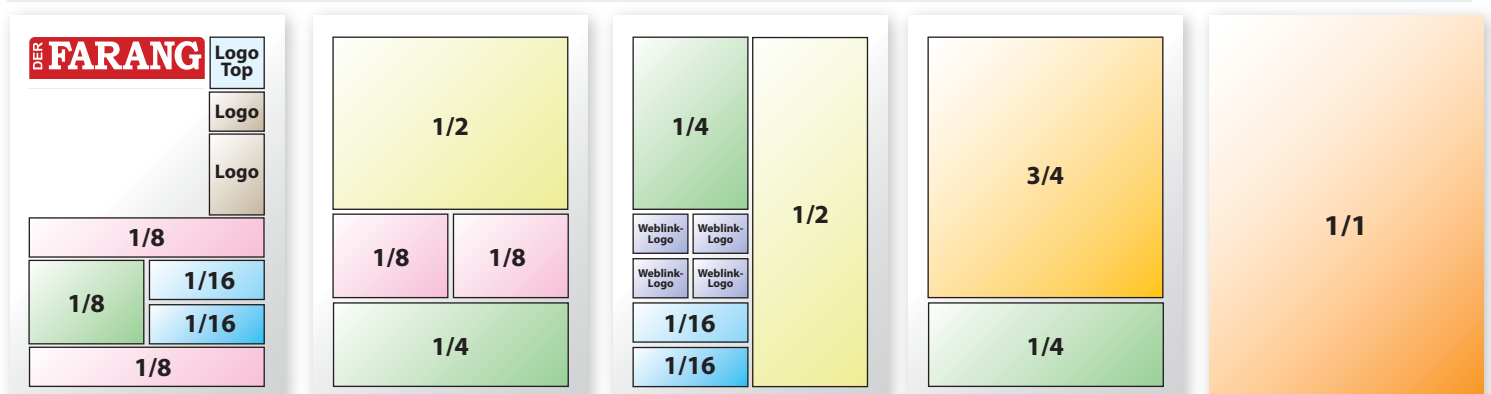 DER FARANG
Logo
Top
Logo
Logo
1/8
1/8
1/16
1/16
1/8
1/2
1/8
1/8
1/4
1/4
1/2
Weblink-
Logo
Weblink-
Logo
Weblink-
Logo
Weblink-
Logo
1/16
1/16
3/4
1/4
1/1